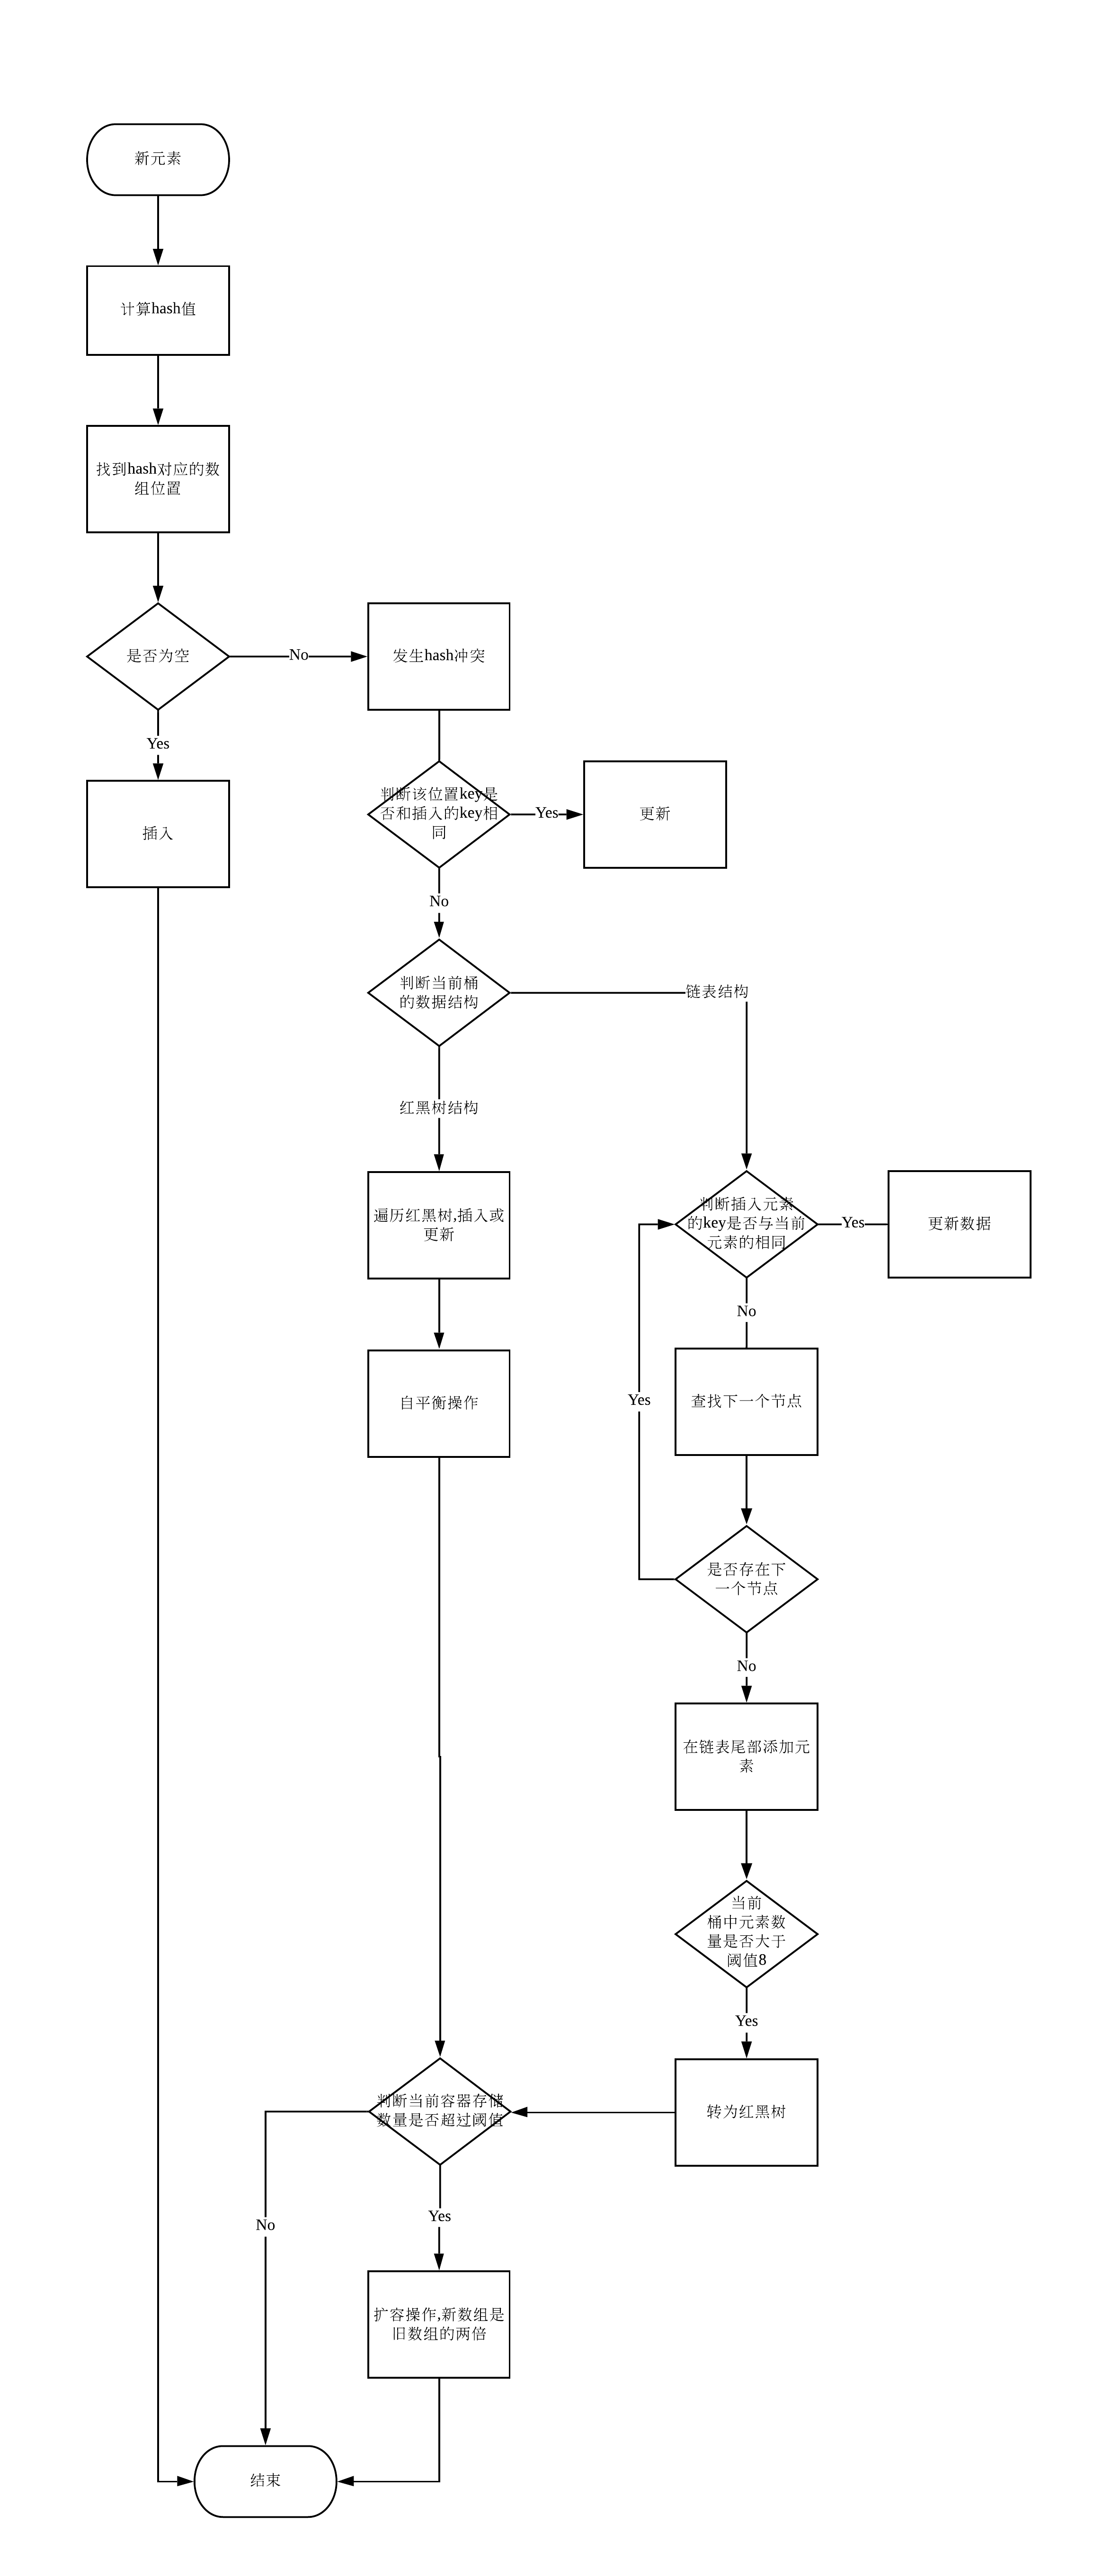 新元素
计算hash值
找到hash对应的数
组位置
是否为空
No
发生hash冲突
Yes
插入
判断该位置key是
否和插入的key相
同
Yes
更新
No
判断当前桶
的数据结构
链表结构
红黑树结构
遍历红黑树,插入或
更新
判断插入元素
的key是否与当前
元素的相同
Yes
更新数据
No
自平衡操作
Yes
查找下一个节点
是否存在下
一个节点
No
在链表尾部添加元
素
当前
桶中元素数
量是否大于
阈值8
Yes
判断当前容器存储
数量是否超过阈值
转为红黑树
Yes
No
扩容操作,新数组是
旧数组的两倍
结束